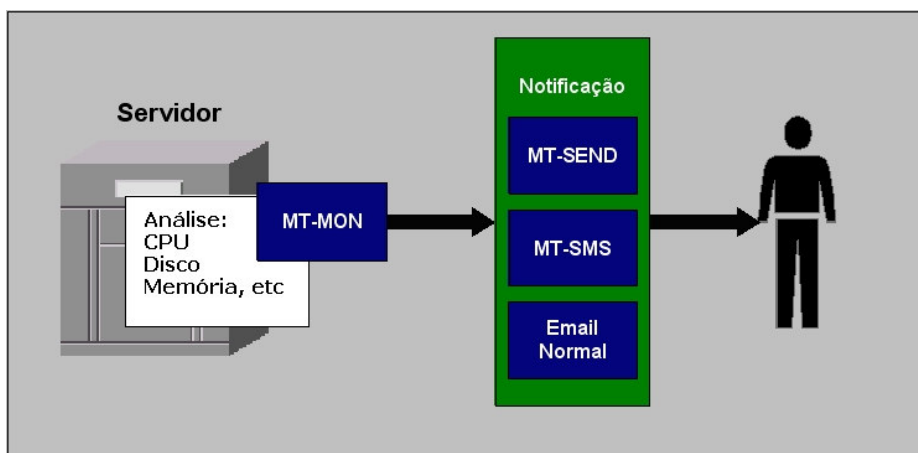 Servidor
Análise:
CPU
Disco
Memória, etc
MT-MON
Notificação
MT-SEND
MT-SMS
Email
Normal